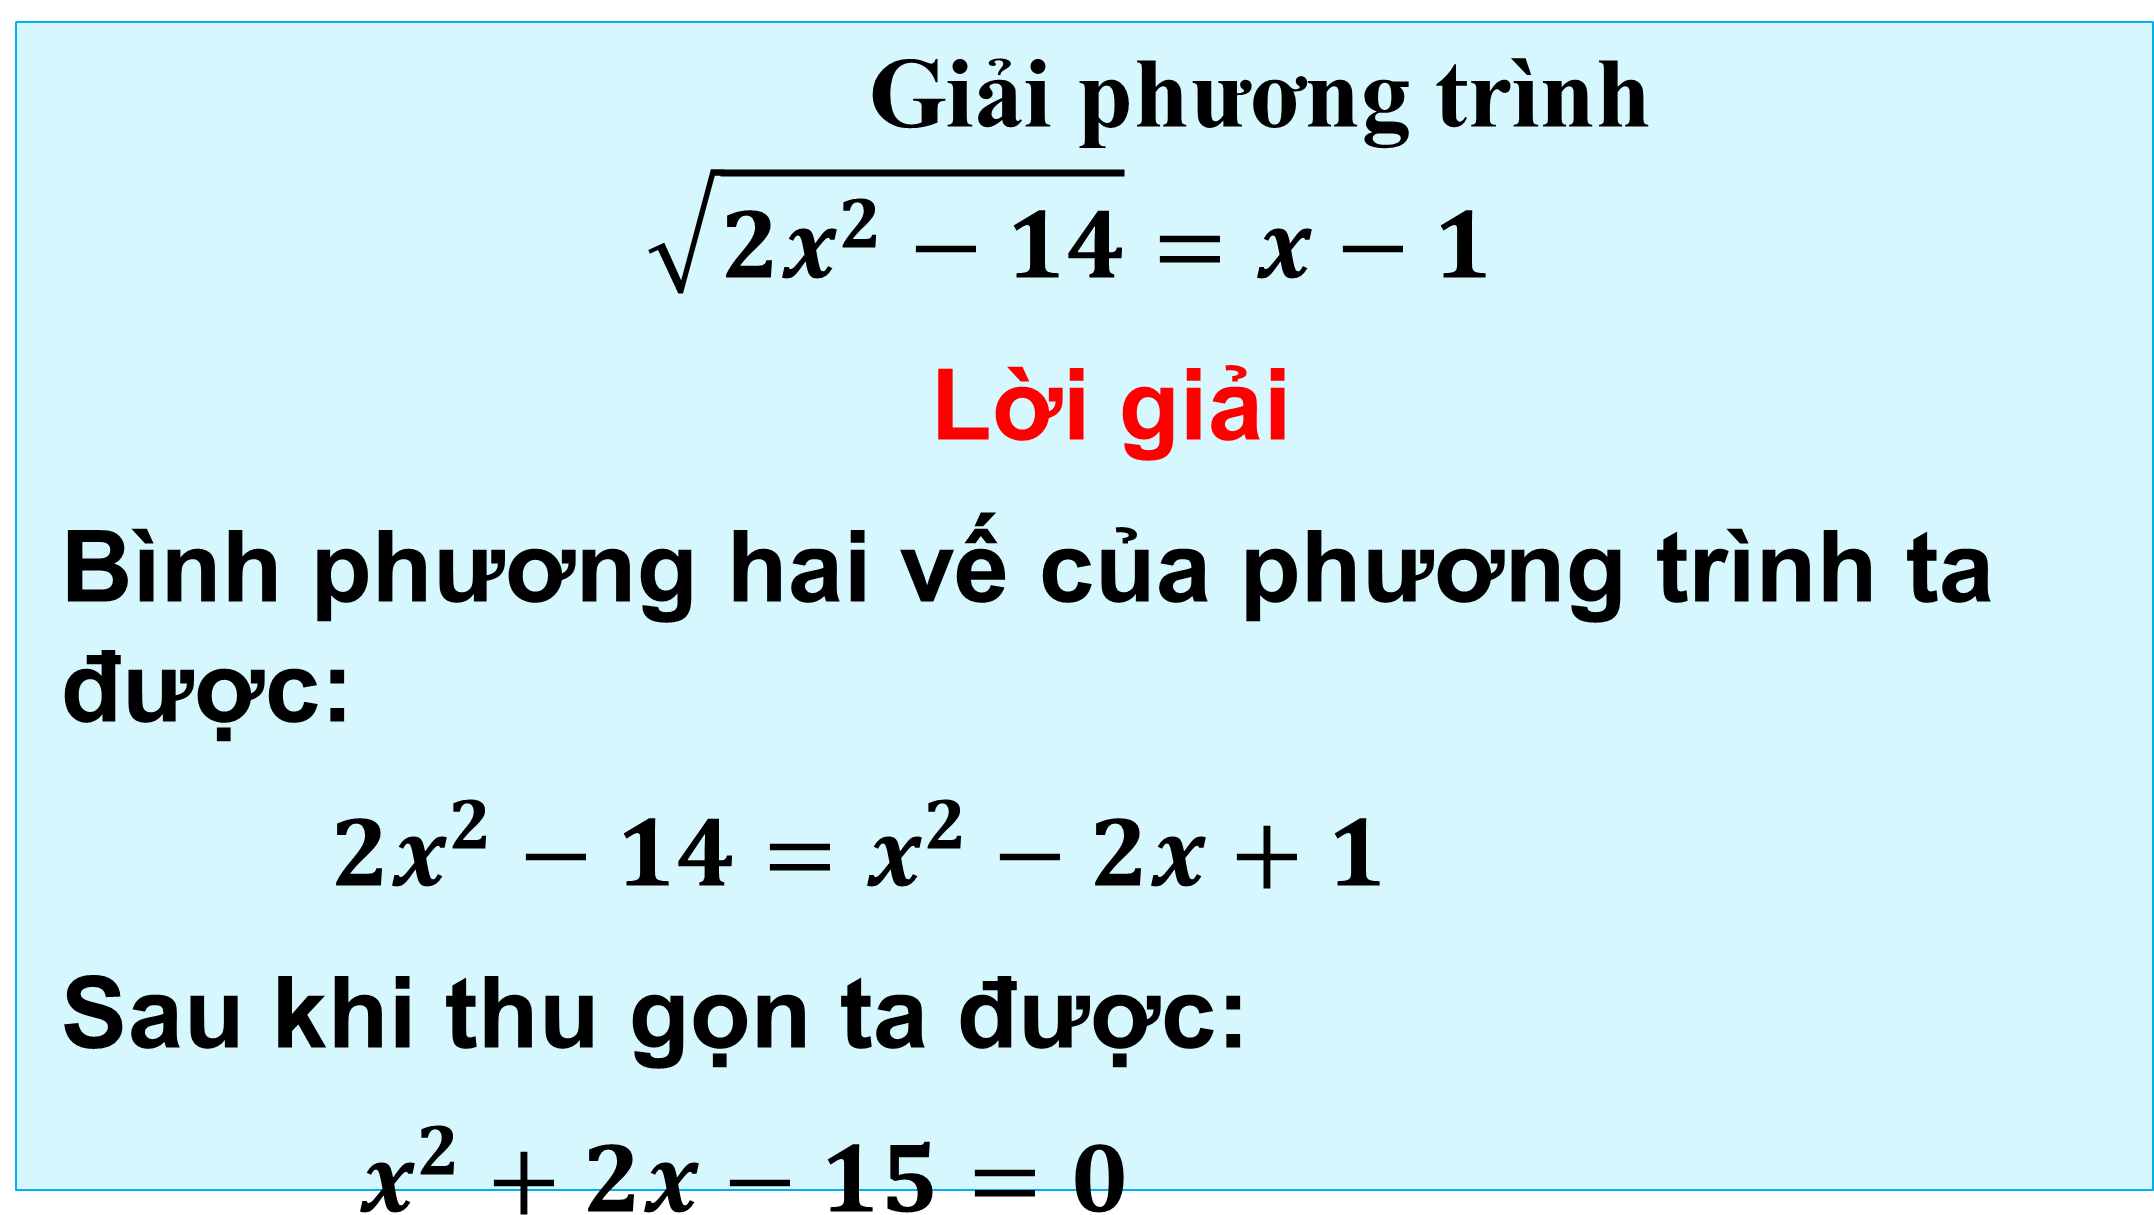 Giải phương trình
√(2x² − 14) = x − 1
Lời giải
Bình phương hai vế của phương trình ta
được:
2x² − 14 = x² − 2x + 1
Sau khi thu gọn ta được:
x² + 2x − 15 = 0